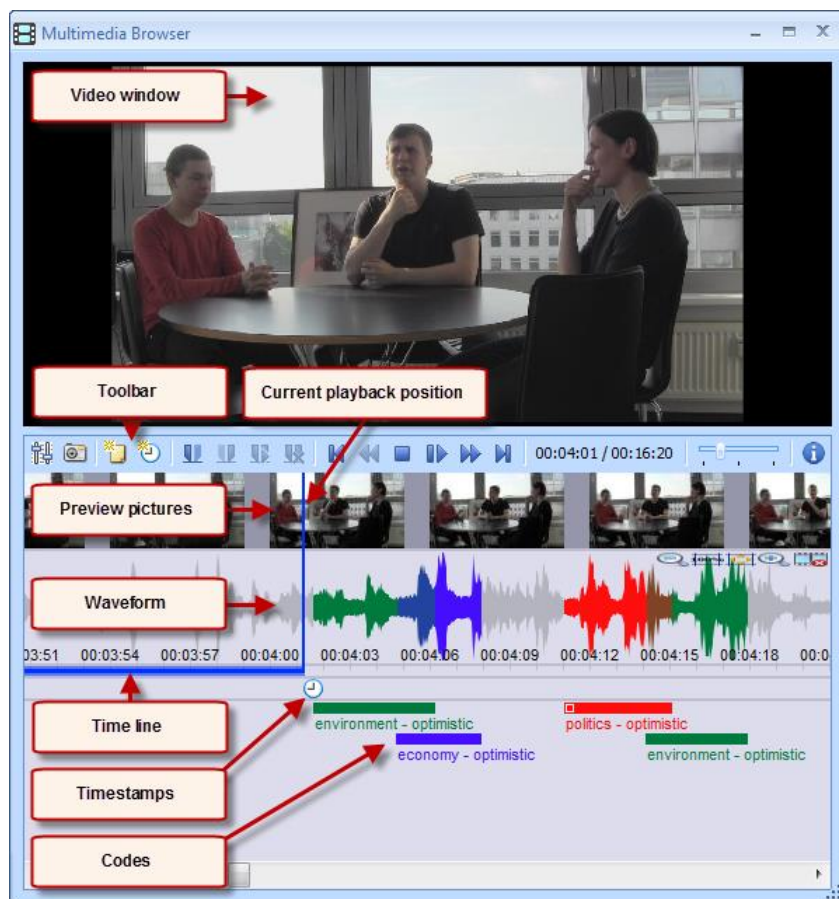 Multimedia Browser
Video window
Toolbar
Current playback position
00:04:01 / 00:16:20
Preview pictures
Waveform
03:51 00:03:54 00:03:57 00:04:00 00:04:03 00:04:06 00:04:09 00:04:12 00:04:15 00:04:18 00:0
Time line
environment - optimistic politics - optimistic
economy - optimistic environment - optimistic
Timestamps
Codes